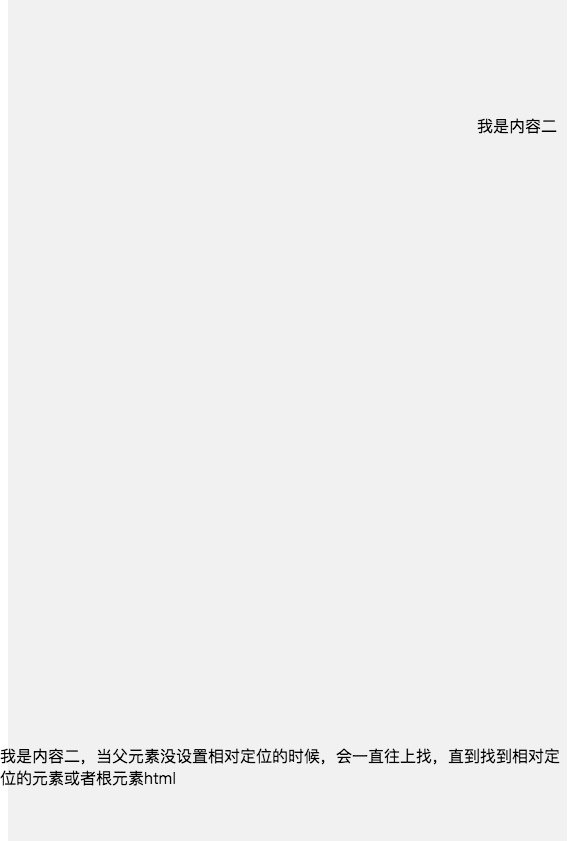 我是内容二
我是内容二，当父元素没设置相对定位的时候，会一直往上找，直到找到相对定
位的元素或者根元素html